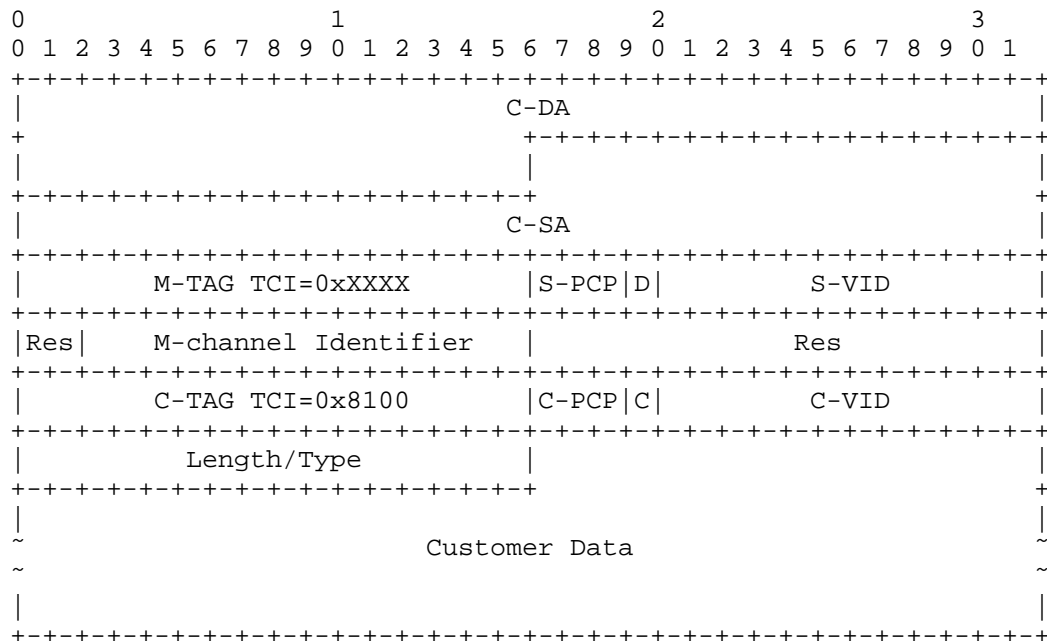 0                   1                   2                   3
0 1 2 3 4 5 6 7 8 9 0 1 2 3 4 5 6 7 8 9 0 1 2 3 4 5 6 7 8 9 0 1
+-+-+-+-+-+-+-+-+-+-+-+-+-+-+-+-+-+-+-+-+-+-+-+-+-+-+-+-+-+-+-+-+
|                              C-DA                             |
+                               +-+-+-+-+-+-+-+-+-+-+-+-+-+-+-+-+
|                               |                               |
+-+-+-+-+-+-+-+-+-+-+-+-+-+-+-+-+                               +
|                              C-SA                             |
+-+-+-+-+-+-+-+-+-+-+-+-+-+-+-+-+-+-+-+-+-+-+-+-+-+-+-+-+-+-+-+-+
|        M-TAG TCI=0xXXXX       |S-PCP|D|         S-VID         |
+-+-+-+-+-+-+-+-+-+-+-+-+-+-+-+-+-+-+-+-+-+-+-+-+-+-+-+-+-+-+-+-+
|Res|    M-channel Identifier   |                Res            |
+-+-+-+-+-+-+-+-+-+-+-+-+-+-+-+-+-+-+-+-+-+-+-+-+-+-+-+-+-+-+-+-+
|        C-TAG TCI=0x8100       |C-PCP|C|         C-VID         |
+-+-+-+-+-+-+-+-+-+-+-+-+-+-+-+-+-+-+-+-+-+-+-+-+-+-+-+-+-+-+-+-+
|          Length/Type          |                               |
+-+-+-+-+-+-+-+-+-+-+-+-+-+-+-+-+                               +
|                                                               |
~                         Customer Data                         ~
~                                                               ~
|                                                               |
+-+-+-+-+-+-+-+-+-+-+-+-+-+-+-+-+-+-+-+-+-+-+-+-+-+-+-+-+-+-+-+-+